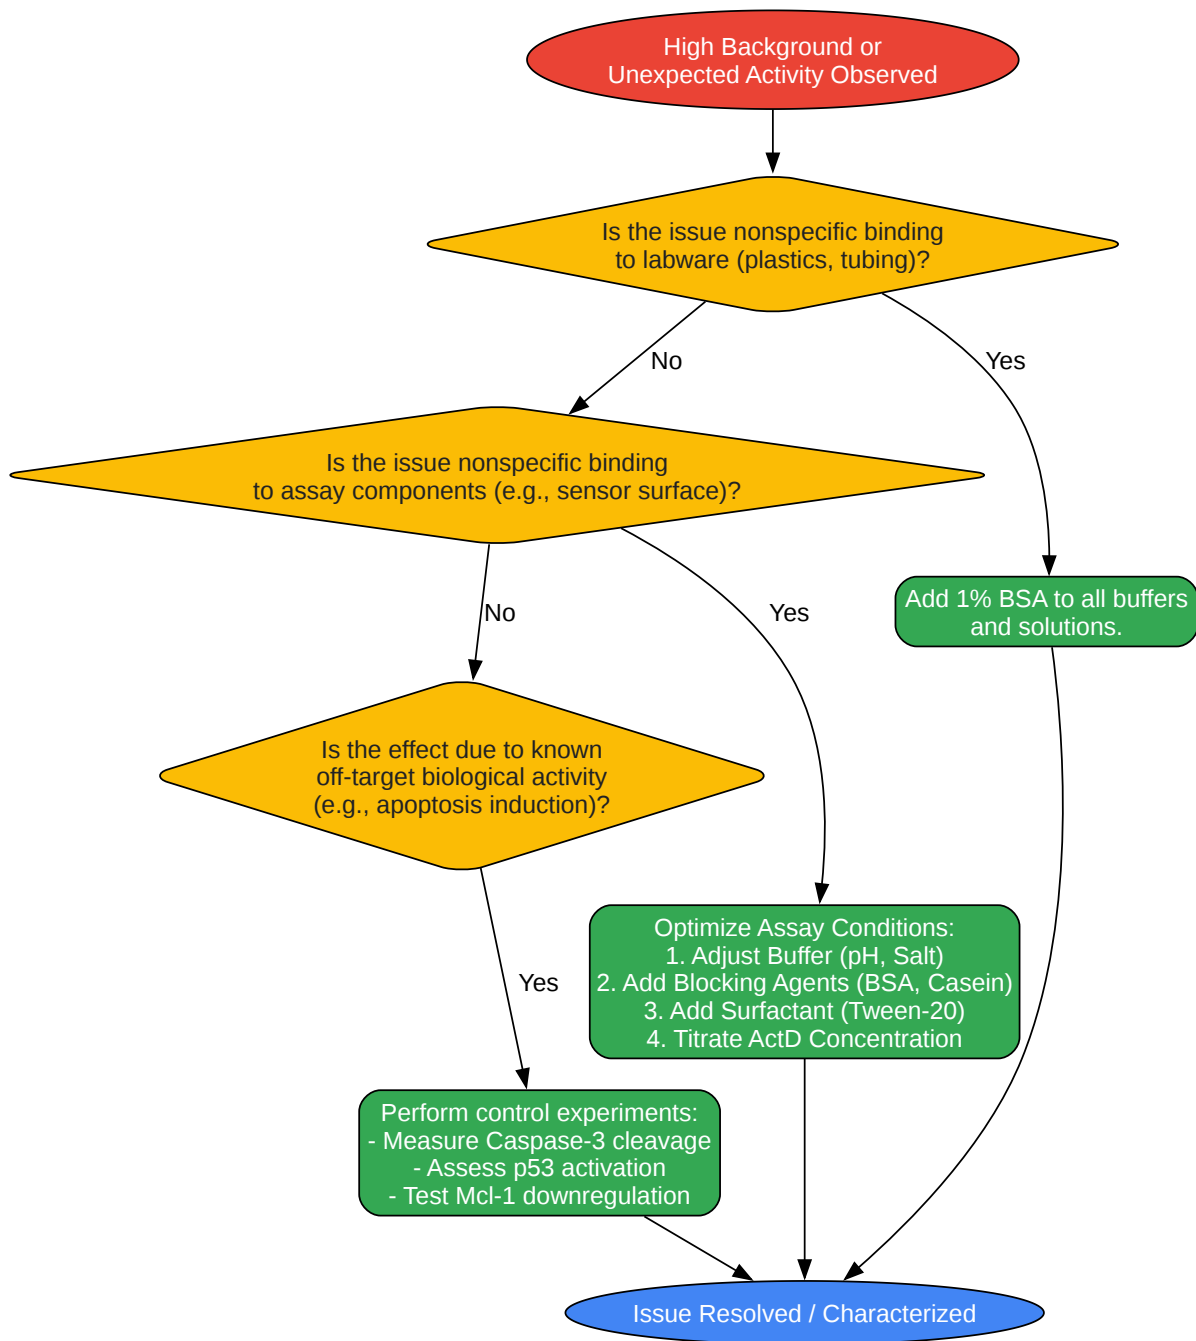 High Background or
Unexpected Activity Observed
Is the issue nonspecific binding
to labware (plastics, tubing)?
No
Yes
Is the issue nonspecific binding
to assay components (e.g., sensor surface)?
Add 1% BSA to all buffers
and solutions.
No
Yes
Is the effect due to known
off-target biological activity
(e.g., apoptosis induction)?
Optimize Assay Conditions:
1. Adjust Buffer (pH, Salt)
2. Add Blocking Agents (BSA, Casein)
3. Add Surfactant (Tween-20)
4. Titrate ActD Concentration
Yes
Perform control experiments:
- Measure Caspase-3 cleavage
- Assess p53 activation
- Test Mcl-1 downregulation
Issue Resolved / Characterized